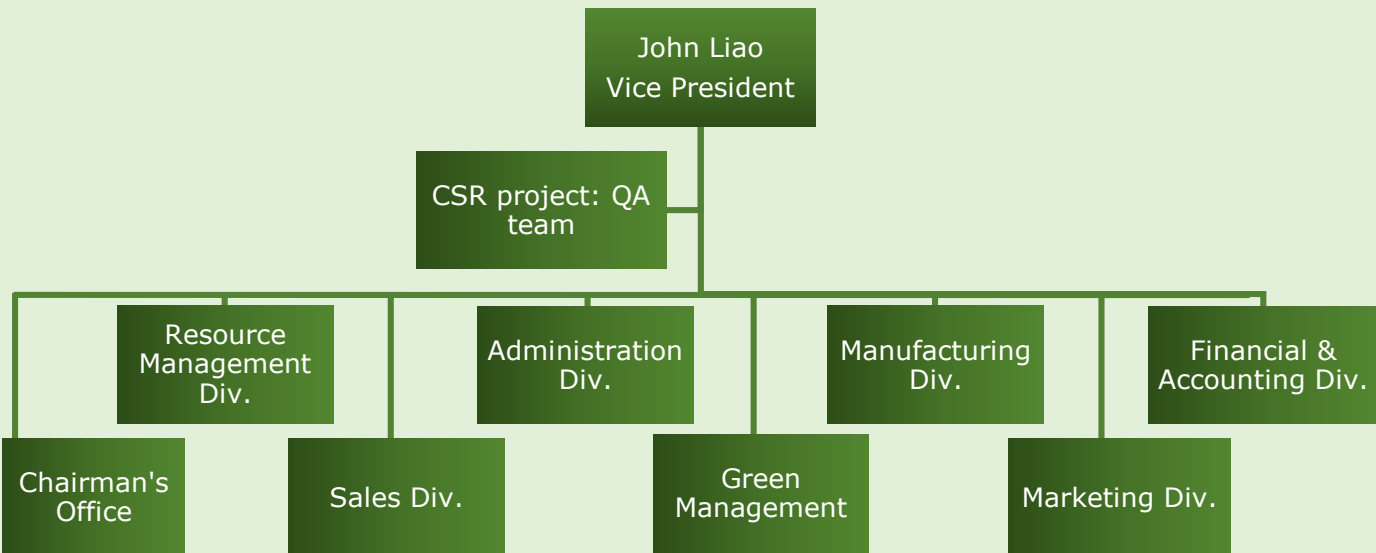 John Liao
Vice President
CSR project: QA
team
Resource
Management
Div.
Administration
Div.
Manufacturing
Div.
Financial &
Accounting Div.
Chairman's
Office
Sales Div.
Green
Management
Marketing Div.